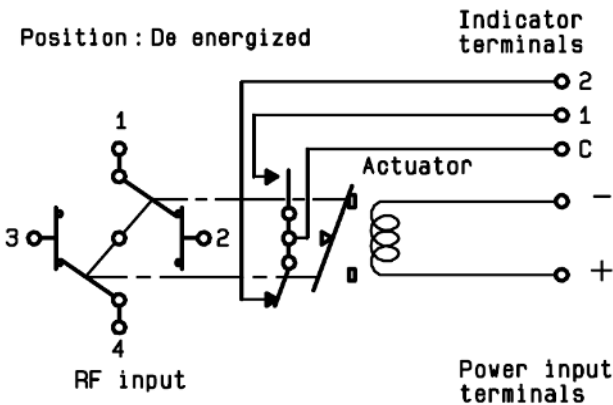 Position : De energized
Indicator
terminals
2
1
C
1
Actuator
-
3
2
+
4
RF input
Power input
terminals